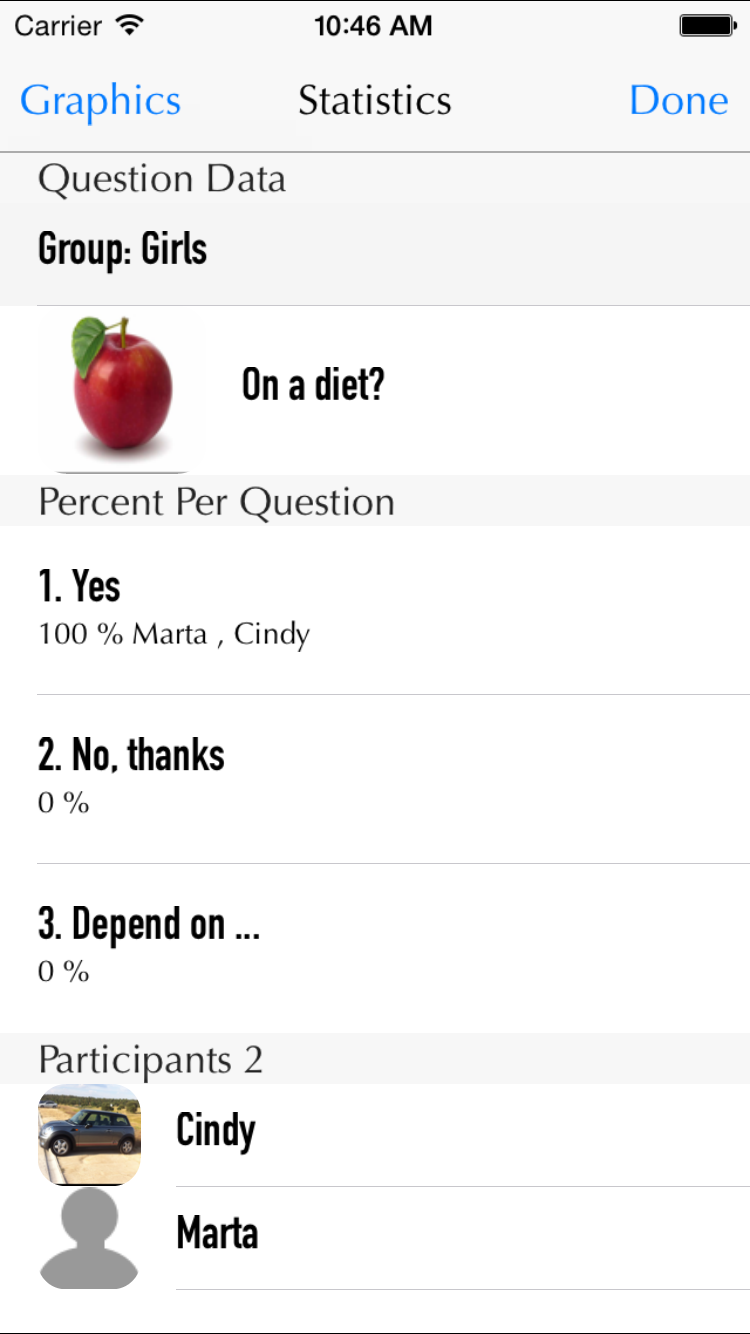 Carrier 10:46 AM
Graphics Statistics Done
Question Data
Group: Girls
On a diet?
Percent Per Question
1. Yes
100 % Marta , Cindy
2. No, thanks
0 %
3. Depend on ...
0 %
Participants 2
Cindy
Marta